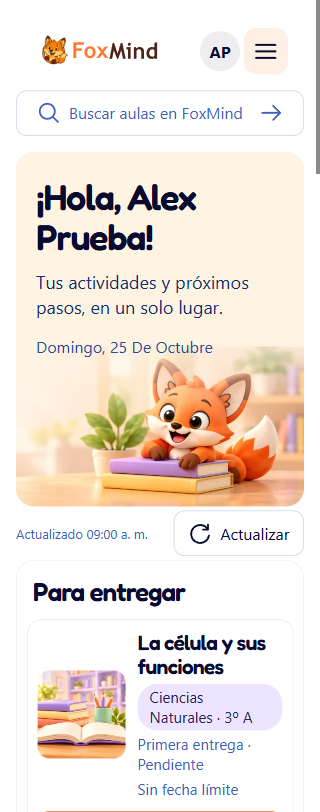 FoxMind
AP
Buscar aulas en FoxMind
¡Hola, Alex
Prueba!
Tus actividades y próximos
pasos, en un solo lugar.
Domingo, 25 De Octubre
Actualizado 09:00 a. m.
Actualizar
Para entregar
La célula y sus
funciones
Ciencias
Naturales · 3º A
Primera entrega ·
Pendiente
Sin fecha límite